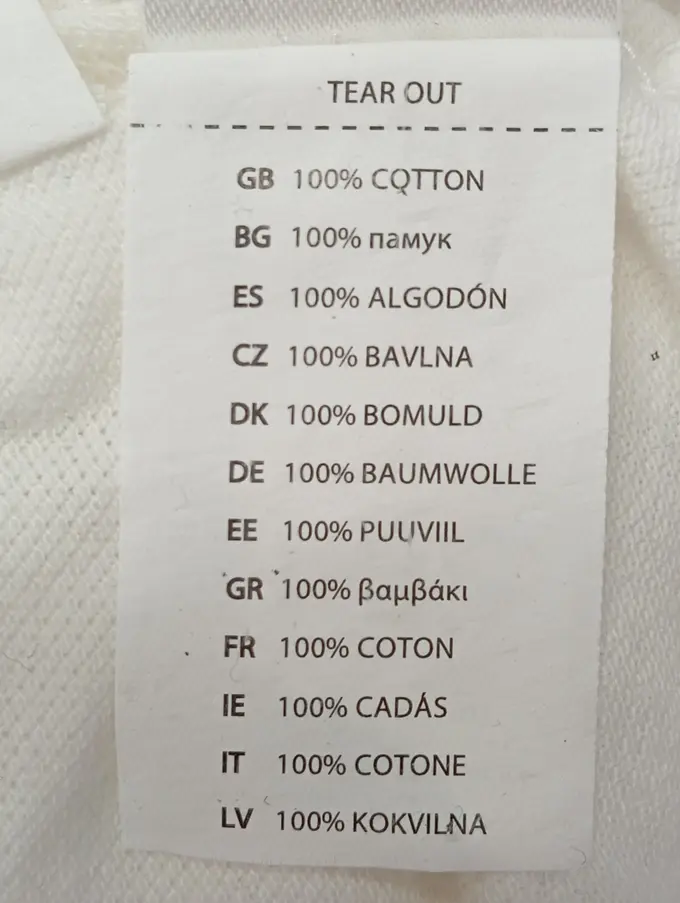 TEAR OUT
GB 100% COTTON
BG 100% памук
ES 100% ALGODÓN
CZ 100% BAVLNA
DK 100% BOMULD
DE 100% BAUMWOLLE
EE 100% PUUVIIL
GR 100% βαμβάκι
FR 100% COTON
IE 100% CADÁS
IT 100% COTONE
LV 100% KOKVILNA